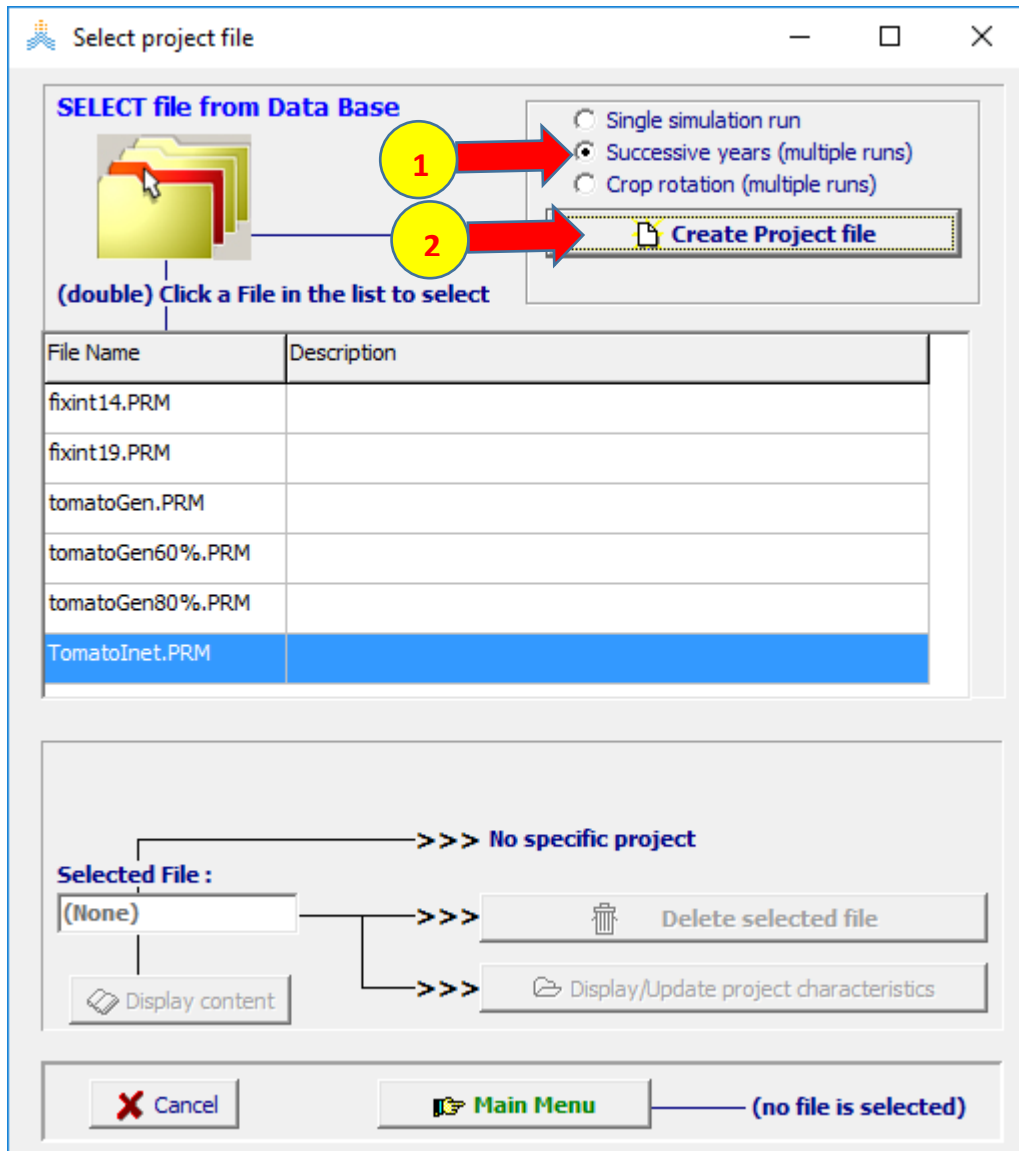 Select project file
SELECT file from Data Base
Single simulation run
1
Successive years (multiple runs)
Crop rotation (multiple runs)
2
Create Project file
(double) Click a File in the list to select
File Name Description
fixint14.PRM
fixint19.PRM
tomatoGen.PRM
tomatoGen60%.PRM
tomatoGen80%.PRM
TomatoInet.PRM
>>> No specific project
Selected File :
(None) >>> Delete selected file
Display content >>> Display/Update project characteristics
Cancel Main Menu (no file is selected)